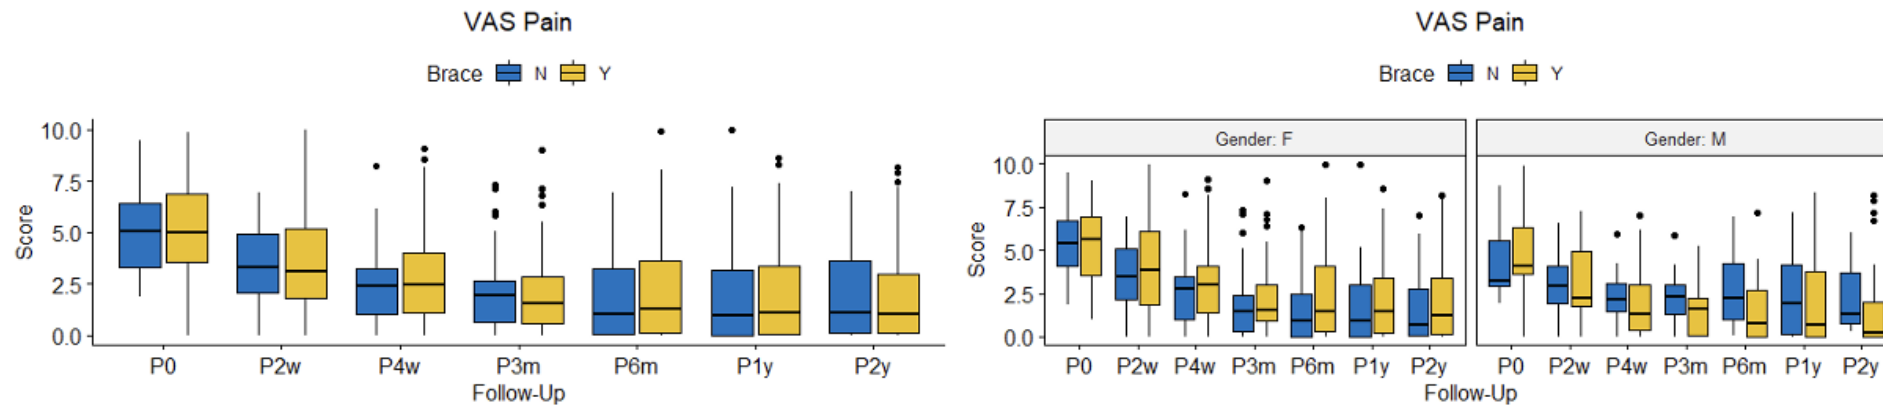 VAS Pain
Brace N Y
Score
10.0
7.5
5.0
2.5
0.0
P0 P2w P4w P3m P6m P1y P2y
Follow-Up
VAS Pain
Brace N Y
Gender: F Gender: M
Score
10.0
7.5
5.0
2.5
0.0
P0 P2w P4w P3m P6m P1y P2y P0 P2w P4w P3m P6m P1y P2y
Follow-Up